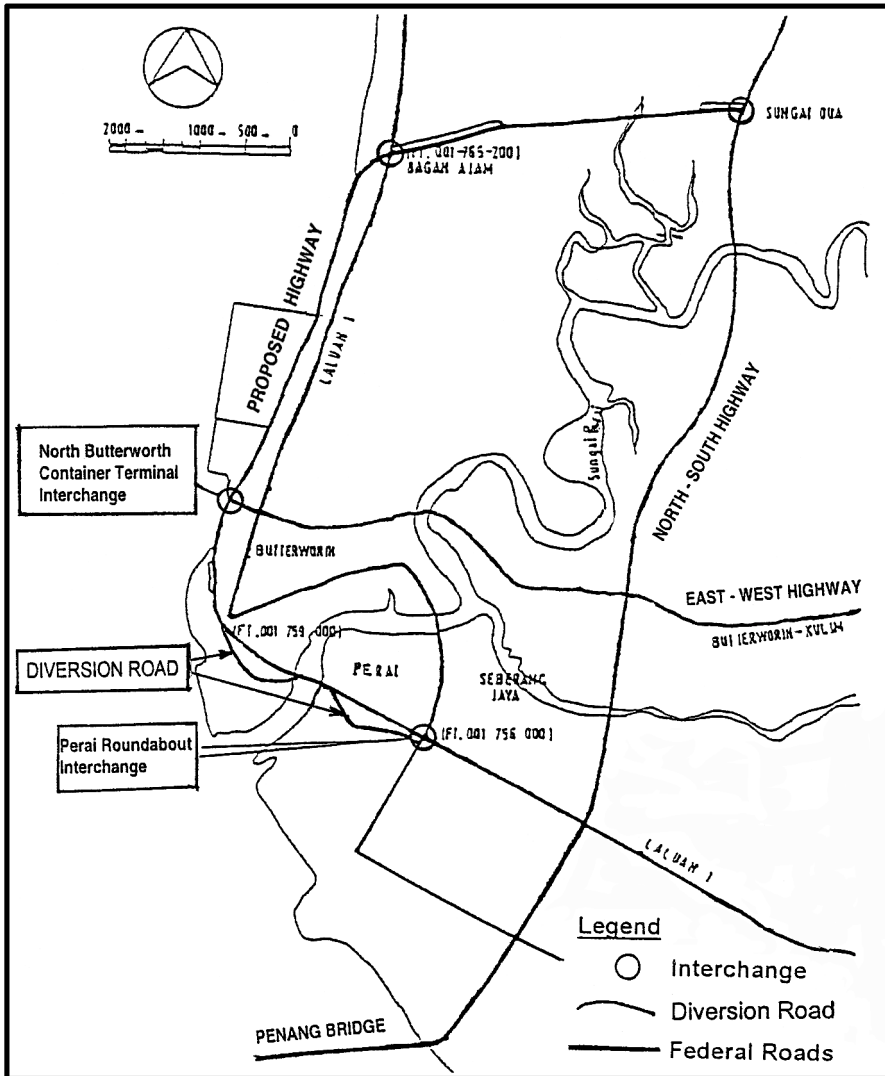 2000 1000 500 0
SUNGAI DUA
(FT. 001-765-200)
BAGAN AJAM
PROPOSED HIGHWAY
LALUAN 1
North Butterworth
Container Terminal
Interchange
NORTH - SOUTH HIGHWAY
BUTTERWORTH
EAST - WEST HIGHWAY
BUTTERWORTH-KULIM
(FT.001 759 000)
DIVERSION ROAD
PERAI
SEBERANG
JAYA
(FT.001 756 000)
Perai Roundabout
Interchange
LALUAN 1
Legend
Interchange
Diversion Road
Federal Roads
PENANG BRIDGE